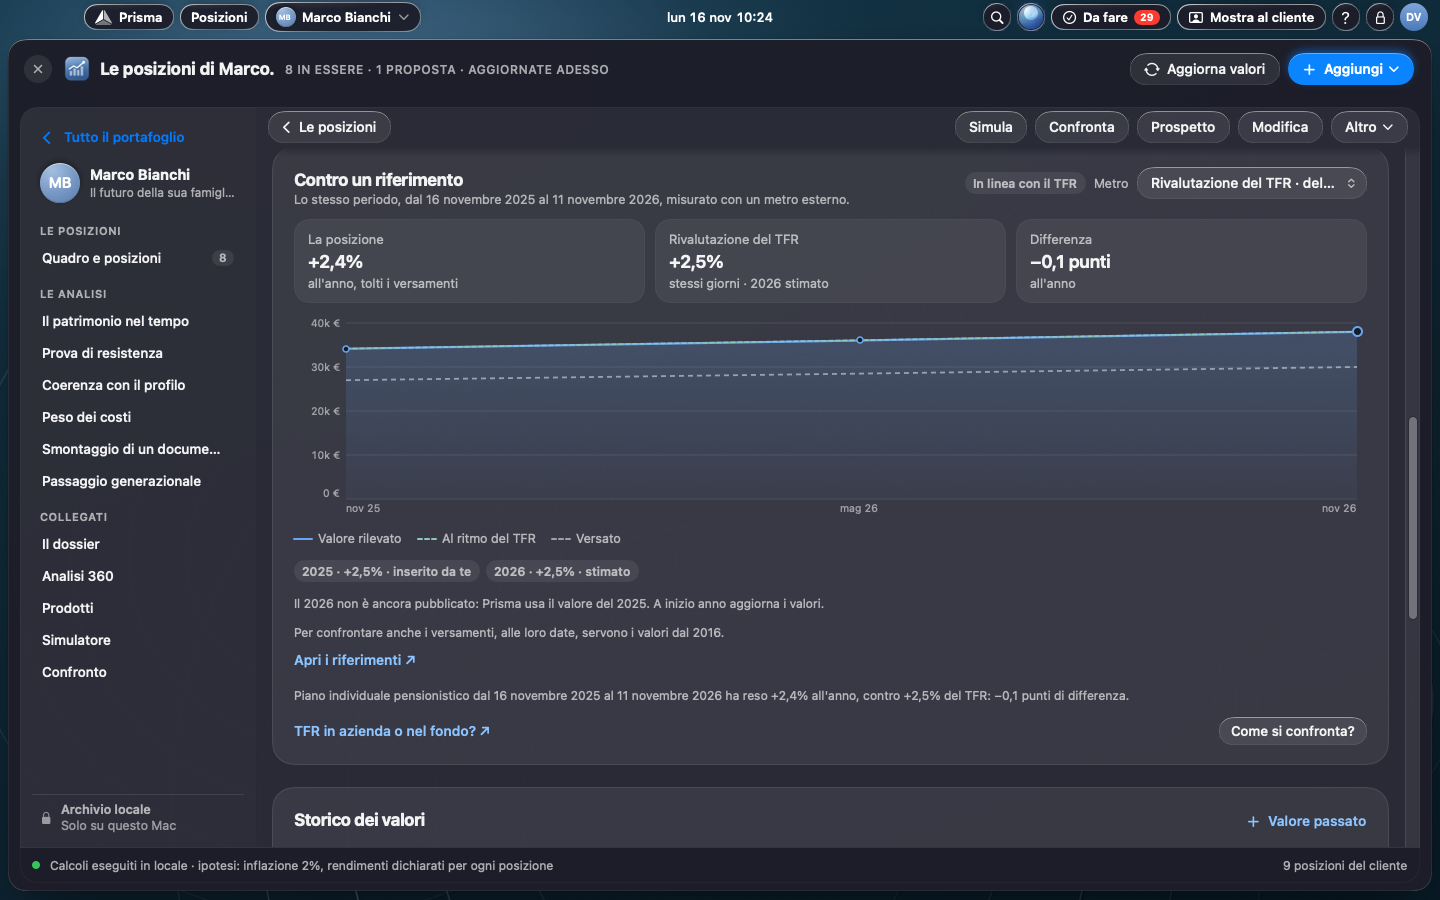 Prisma
Posizioni
MB Marco Bianchi
lun 16 nov 10:24
Da fare 29
Mostra al cliente
?
DV
Le posizioni di Marco.
8 IN ESSERE · 1 PROPOSTA · AGGIORNATE ADESSO
Aggiorna valori
+ Aggiungi
Tutto il portafoglio
MB
Marco Bianchi
Il futuro della sua famigl...
LE POSIZIONI
Quadro e posizioni 8
LE ANALISI
Il patrimonio nel tempo
Prova di resistenza
Coerenza con il profilo
Peso dei costi
Smontaggio di un docume...
Passaggio generazionale
COLLEGATI
Il dossier
Analisi 360
Prodotti
Simulatore
Confronto
Archivio locale
Solo su questo Mac
Le posizioni
Simula
Confronta
Prospetto
Modifica
Altro
Contro un riferimento
Lo stesso periodo, dal 16 novembre 2025 al 11 novembre 2026, misurato con un metro esterno.
In linea con il TFR
Metro
Rivalutazione del TFR · del...
La posizione
+2,4%
all'anno, tolti i versamenti
Rivalutazione del TFR
+2,5%
stessi giorni · 2026 stimato
Differenza
−0,1 punti
all'anno
40k €
30k €
20k €
10k €
0 €
nov 25
mag 26
nov 26
Valore rilevato
Al ritmo del TFR
Versato
2025 · +2,5% · inserito da te
2026 · +2,5% · stimato
Il 2026 non è ancora pubblicato: Prisma usa il valore del 2025. A inizio anno aggiorna i valori.
Per confrontare anche i versamenti, alle loro date, servono i valori dal 2016.
Apri i riferimenti ↗
Piano individuale pensionistico dal 16 novembre 2025 al 11 novembre 2026 ha reso +2,4% all'anno, contro +2,5% del TFR: −0,1 punti di differenza.
TFR in azienda o nel fondo? ↗
Come si confronta?
Storico dei valori
+ Valore passato
Calcoli eseguiti in locale · ipotesi: inflazione 2%, rendimenti dichiarati per ogni posizione
9 posizioni del cliente